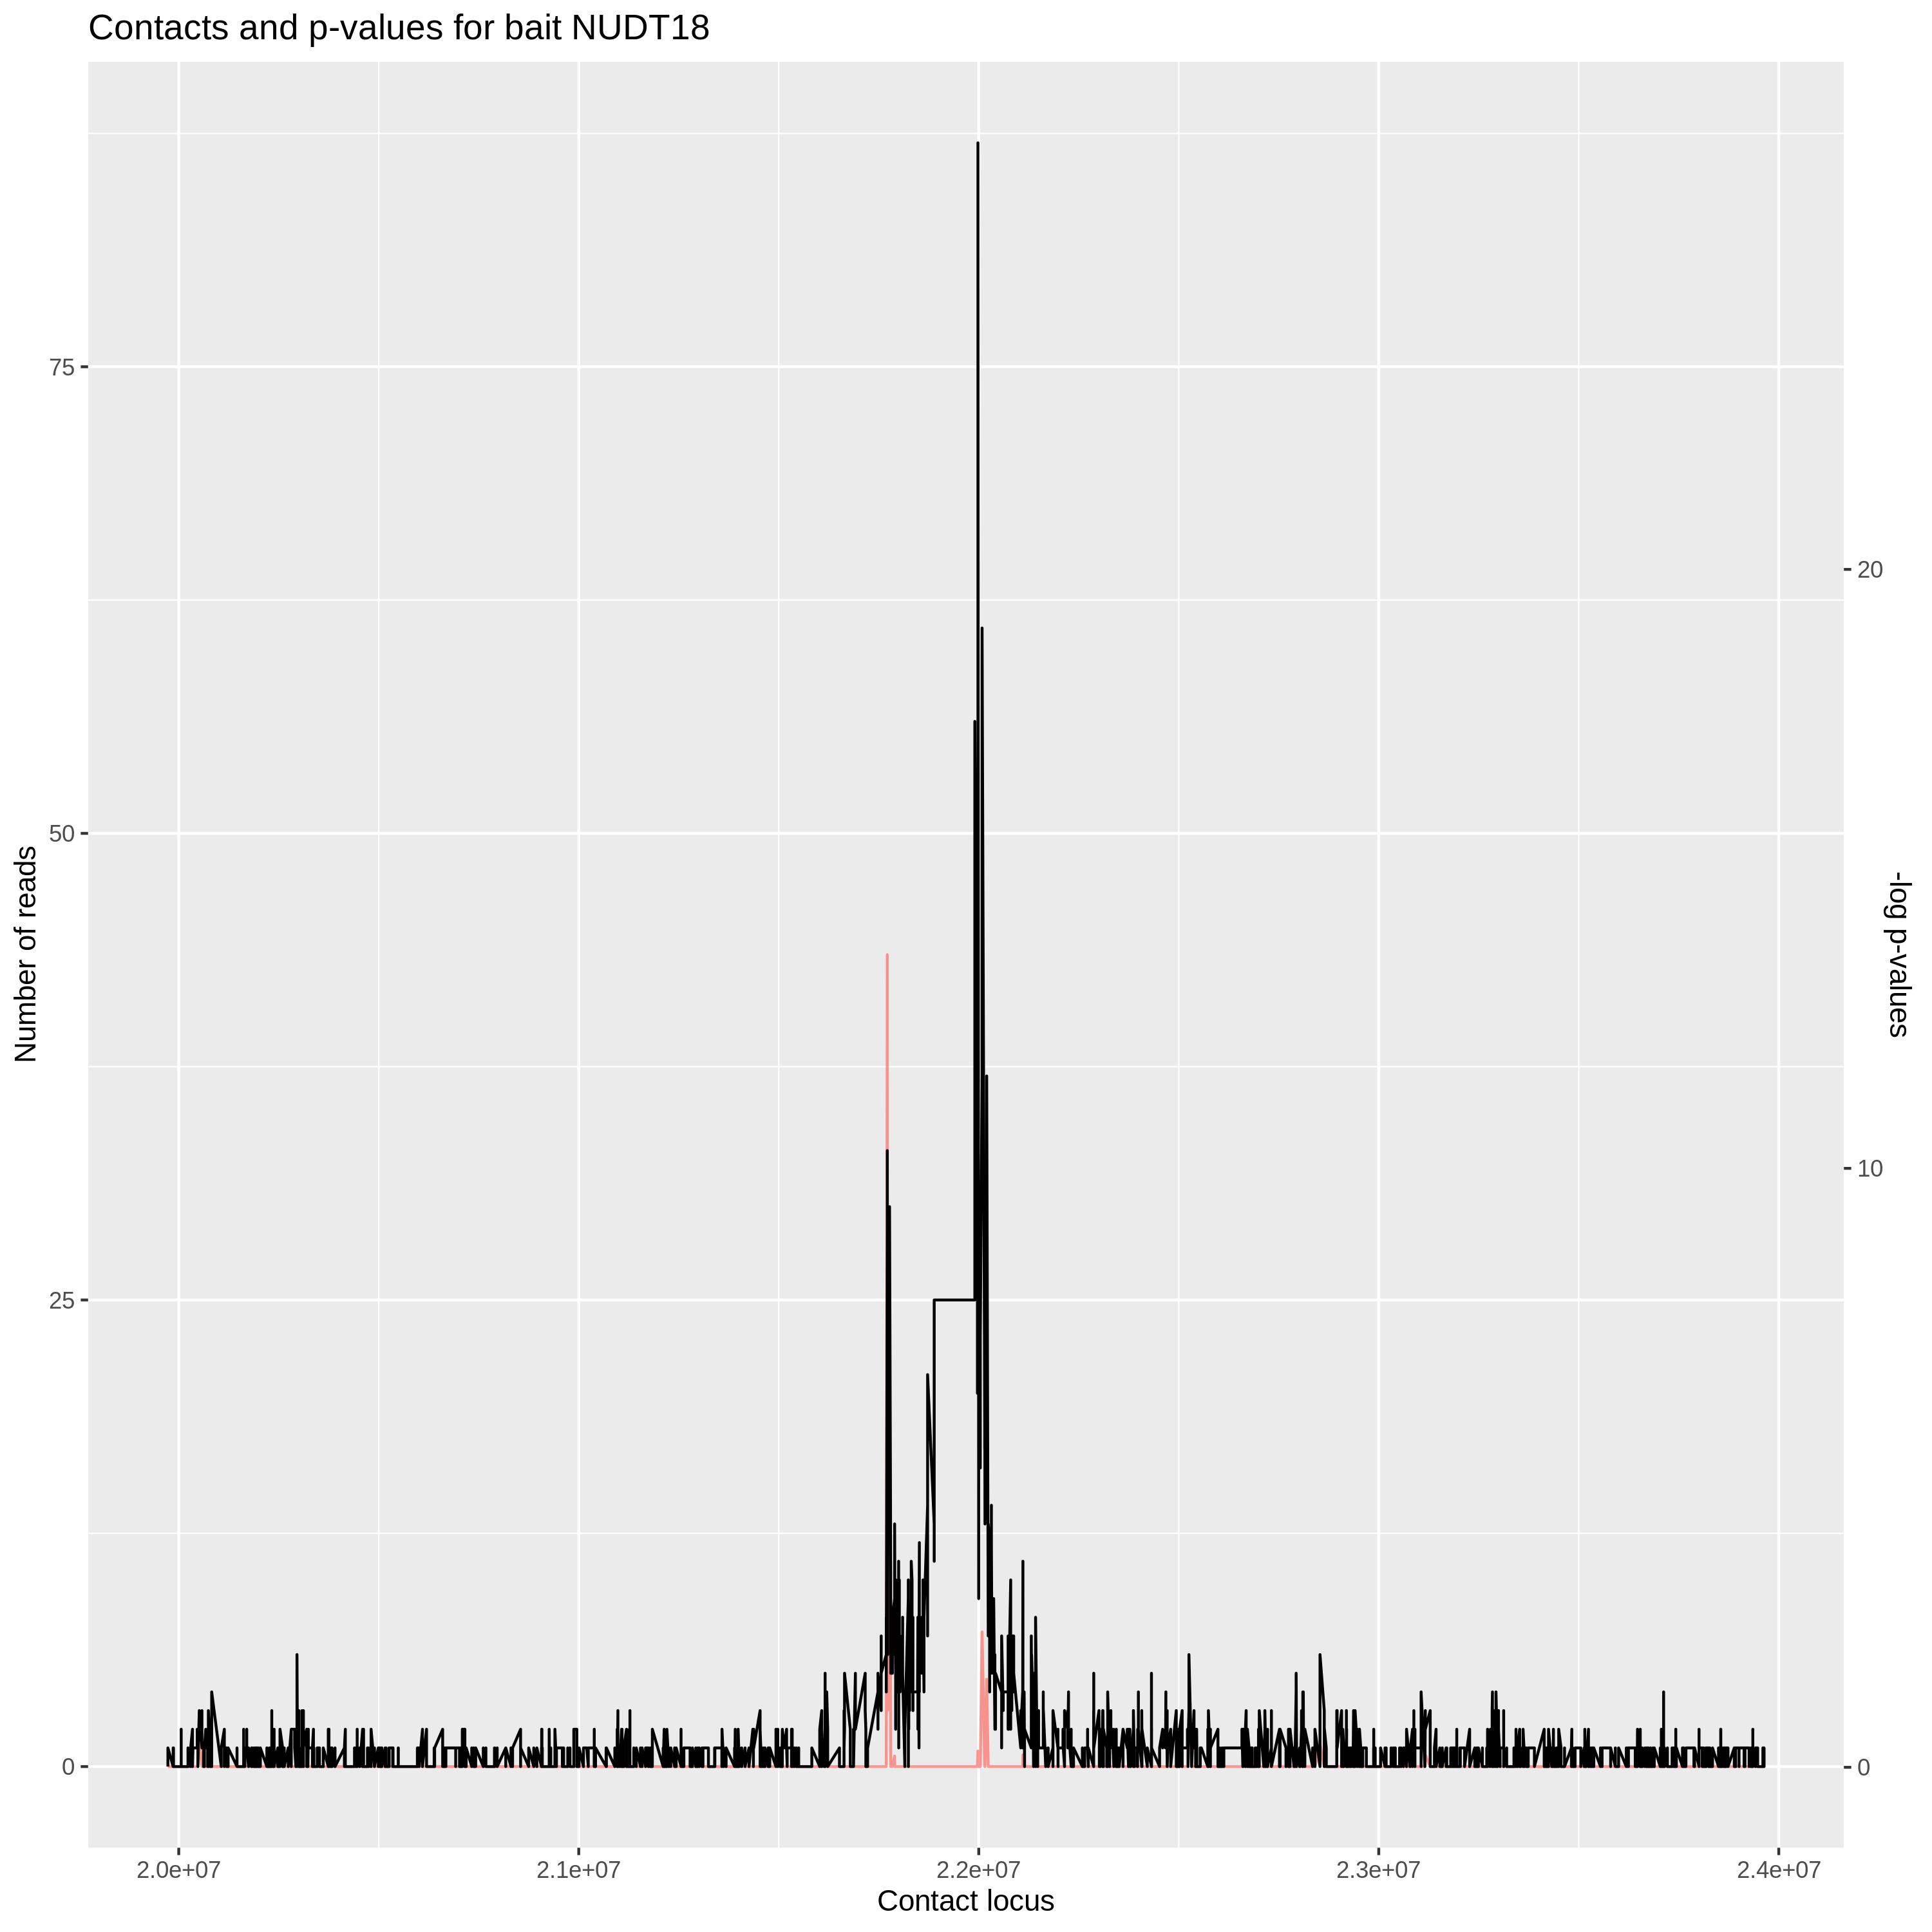 Contacts and p-values for bait NUDT18
75
50
25
0
20
10
0
Number of reads
-log p-values
2.0e+07
2.1e+07
2.2e+07
2.3e+07
2.4e+07
Contact locus